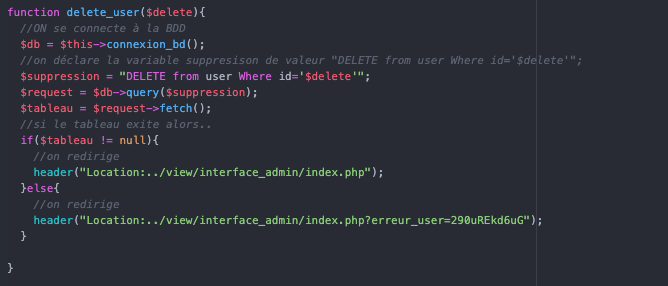 function delete_user($delete){
//ON se connecte à la BDD
$db = $this->connexion_bd();
//on déclare la variable suppresison de valeur "DELETE from user Where id='$delete'";
$suppression = "DELETE from user Where id='$delete'";
$request = $db->query($suppression);
$tableau = $request->fetch();
//si le tableau exite alors..
if($tableau != null){
//on redirige
header("Location:../view/interface_admin/index.php");
}else{
//on redirige
header("Location:../view/interface_admin/index.php?erreur_user=290uREkd6uG");
}
}